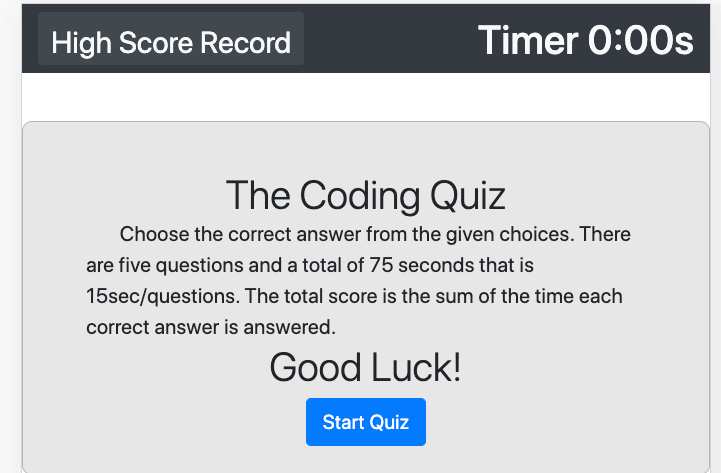 High Score Record
Timer 0:00s
The Coding Quiz
Choose the correct answer from the given choices. There
are five questions and a total of 75 seconds that is
15sec/questions. The total score is the sum of the time each
correct answer is answered.
Good Luck!
Start Quiz